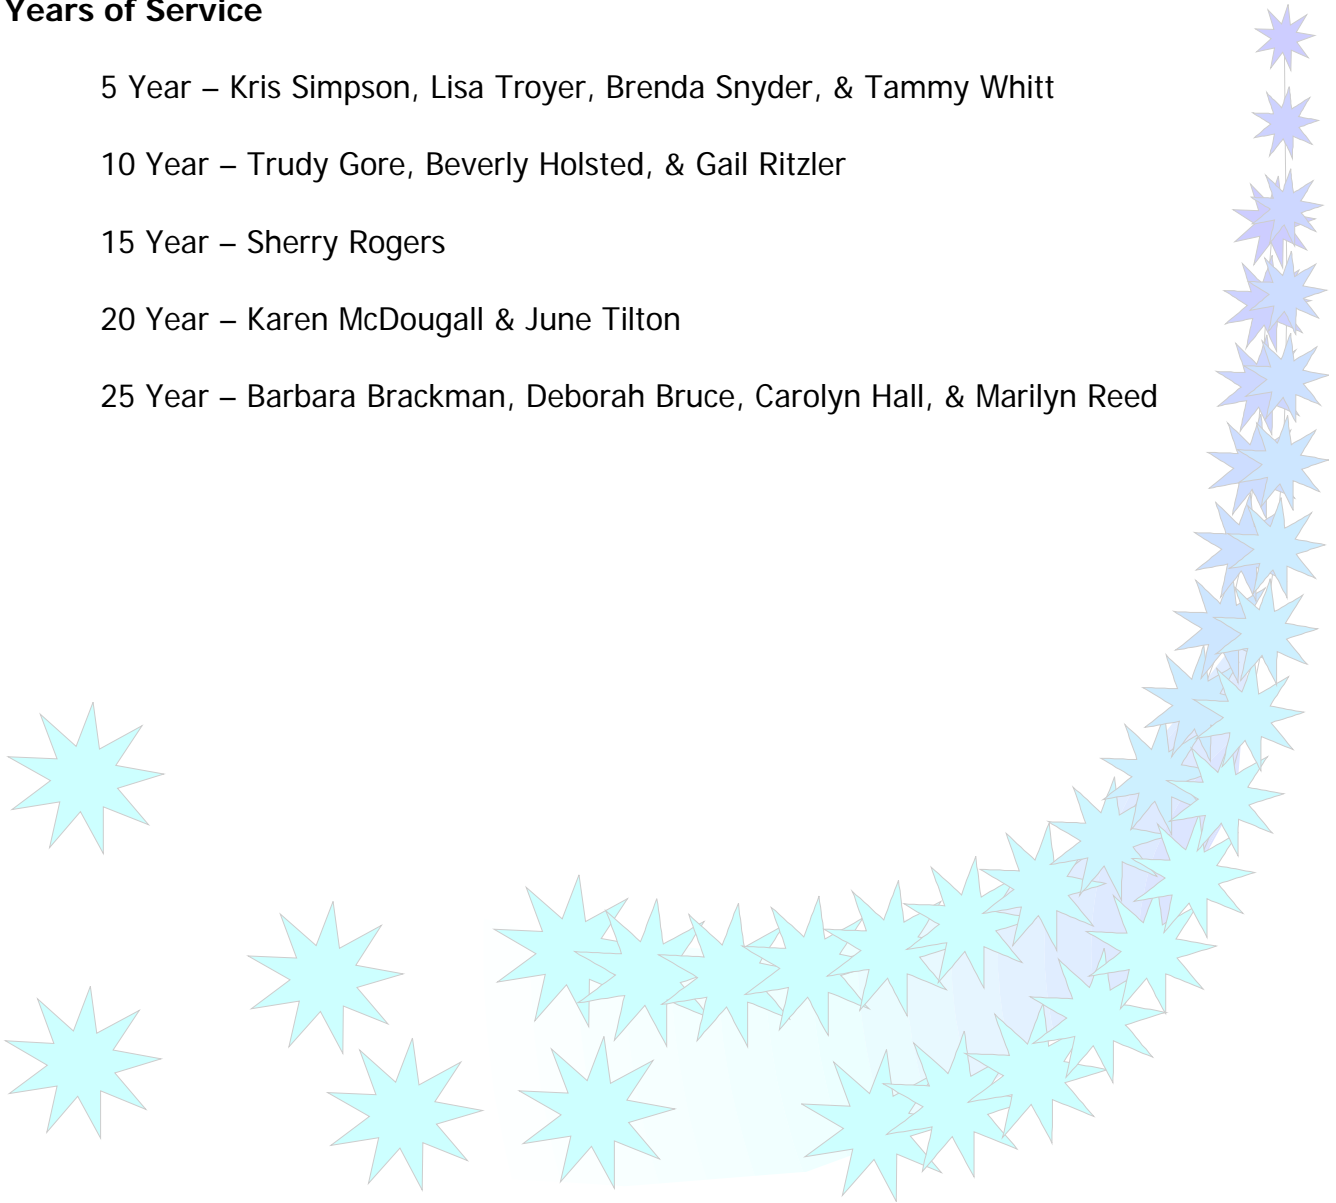 Years of Service
5 Year – Kris Simpson, Lisa Troyer, Brenda Snyder, & Tammy Whitt
10 Year – Trudy Gore, Beverly Holsted, & Gail Ritzler
15 Year – Sherry Rogers
20 Year – Karen McDougall & June Tilton
25 Year – Barbara Brackman, Deborah Bruce, Carolyn Hall, & Marilyn Reed